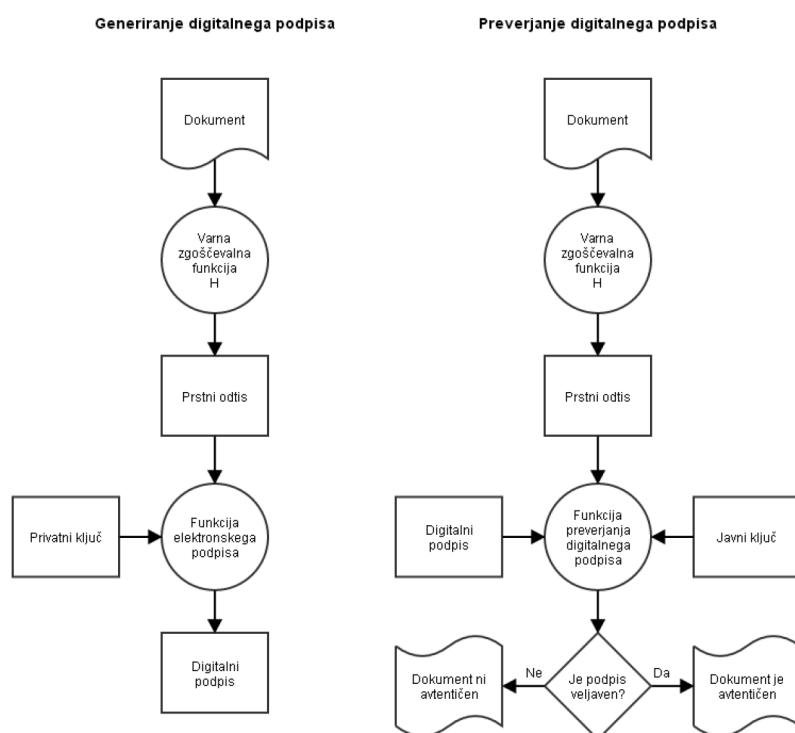 Generiranje digitalnega podpisa
Dokument
Varna
zgoščevalna
funkcija
H
Prstni odtis
Privatni ključ
Funkcija
elektronskega
podpisa
Digitalni
podpis
Preverjanje digitalnega podpisa
Dokument
Varna
zgoščevalna
funkcija
H
Prstni odtis
Digitalni
podpis
Funkcija
preverjanja
digitalnega
podpisa
Javni ključ
Dokument ni
avtentičen
Ne
Je podpis
veljaven?
Da
Dokument je
avtentičen